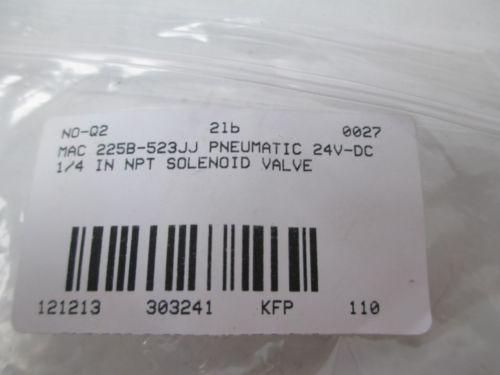 NO-Q2 21b 0027
MAC 225B-523JJ PNEUMATIC 24V-DC
1/4 IN NPT SOLENOID VALVE
121213 303241 KFP 110